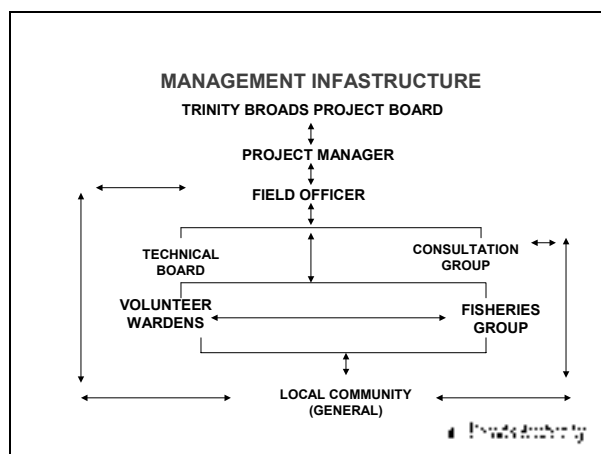 MANAGEMENT INFASTRUCTURE
TRINITY BROADS PROJECT BOARD
PROJECT MANAGER
FIELD OFFICER
TECHNICAL
BOARD
CONSULTATION
GROUP
VOLUNTEER
WARDENS
FISHERIES
GROUP
LOCAL COMMUNITY
(GENERAL)